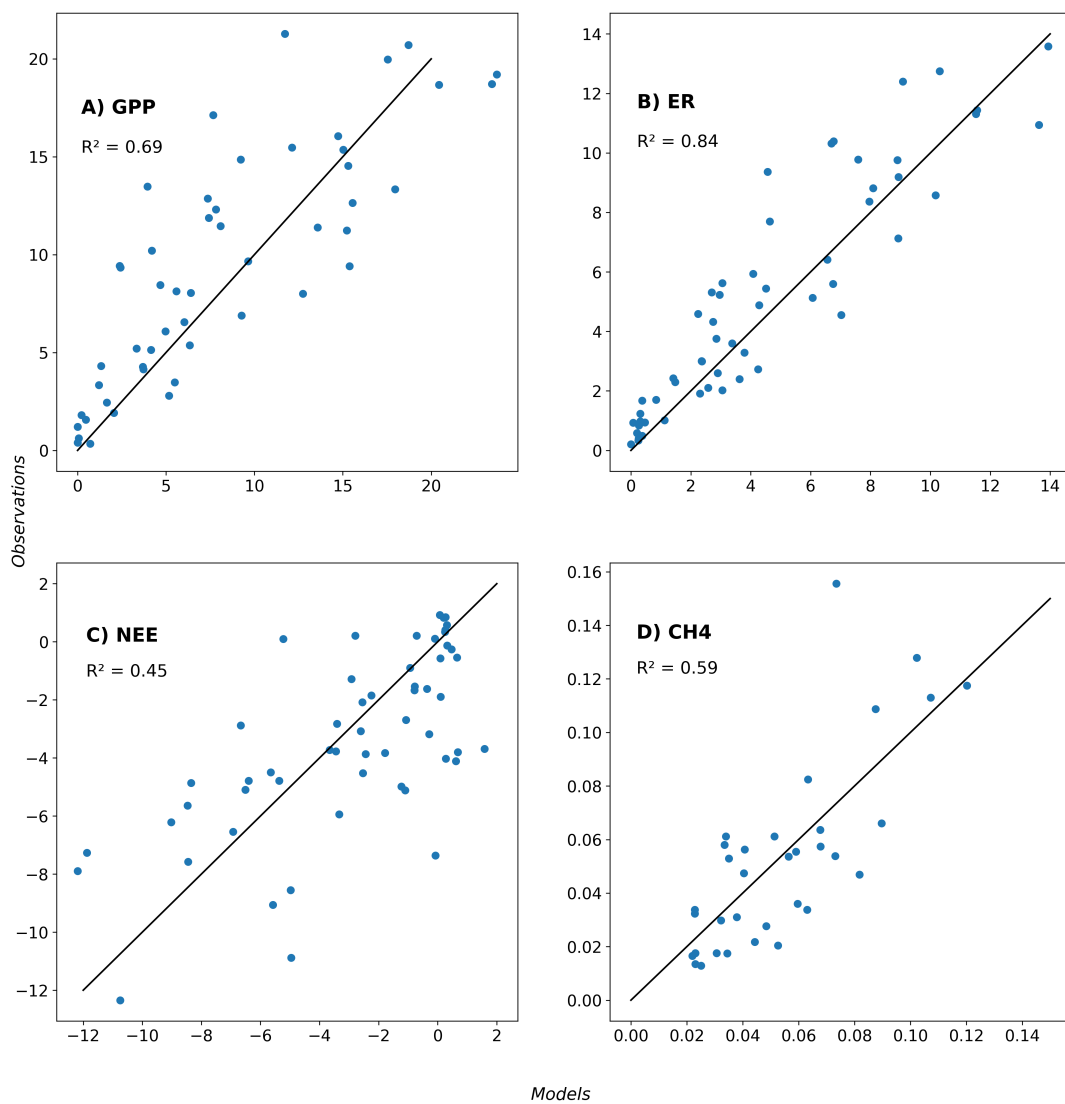 A) GPP
R² = 0.69
20
15
10
5
0
0 5 10 15 20
B) ER
R² = 0.84
14
12
10
8
6
4
2
0
0 2 4 6 8 10 12 14
Observations
C) NEE
R² = 0.45
2
0
−2
−4
−6
−8
−10
−12
−12 −10 −8 −6 −4 −2 0 2
D) CH4
R² = 0.59
0.16
0.14
0.12
0.10
0.08
0.06
0.04
0.02
0.00
0.00 0.02 0.04 0.06 0.08 0.10 0.12 0.14
Models